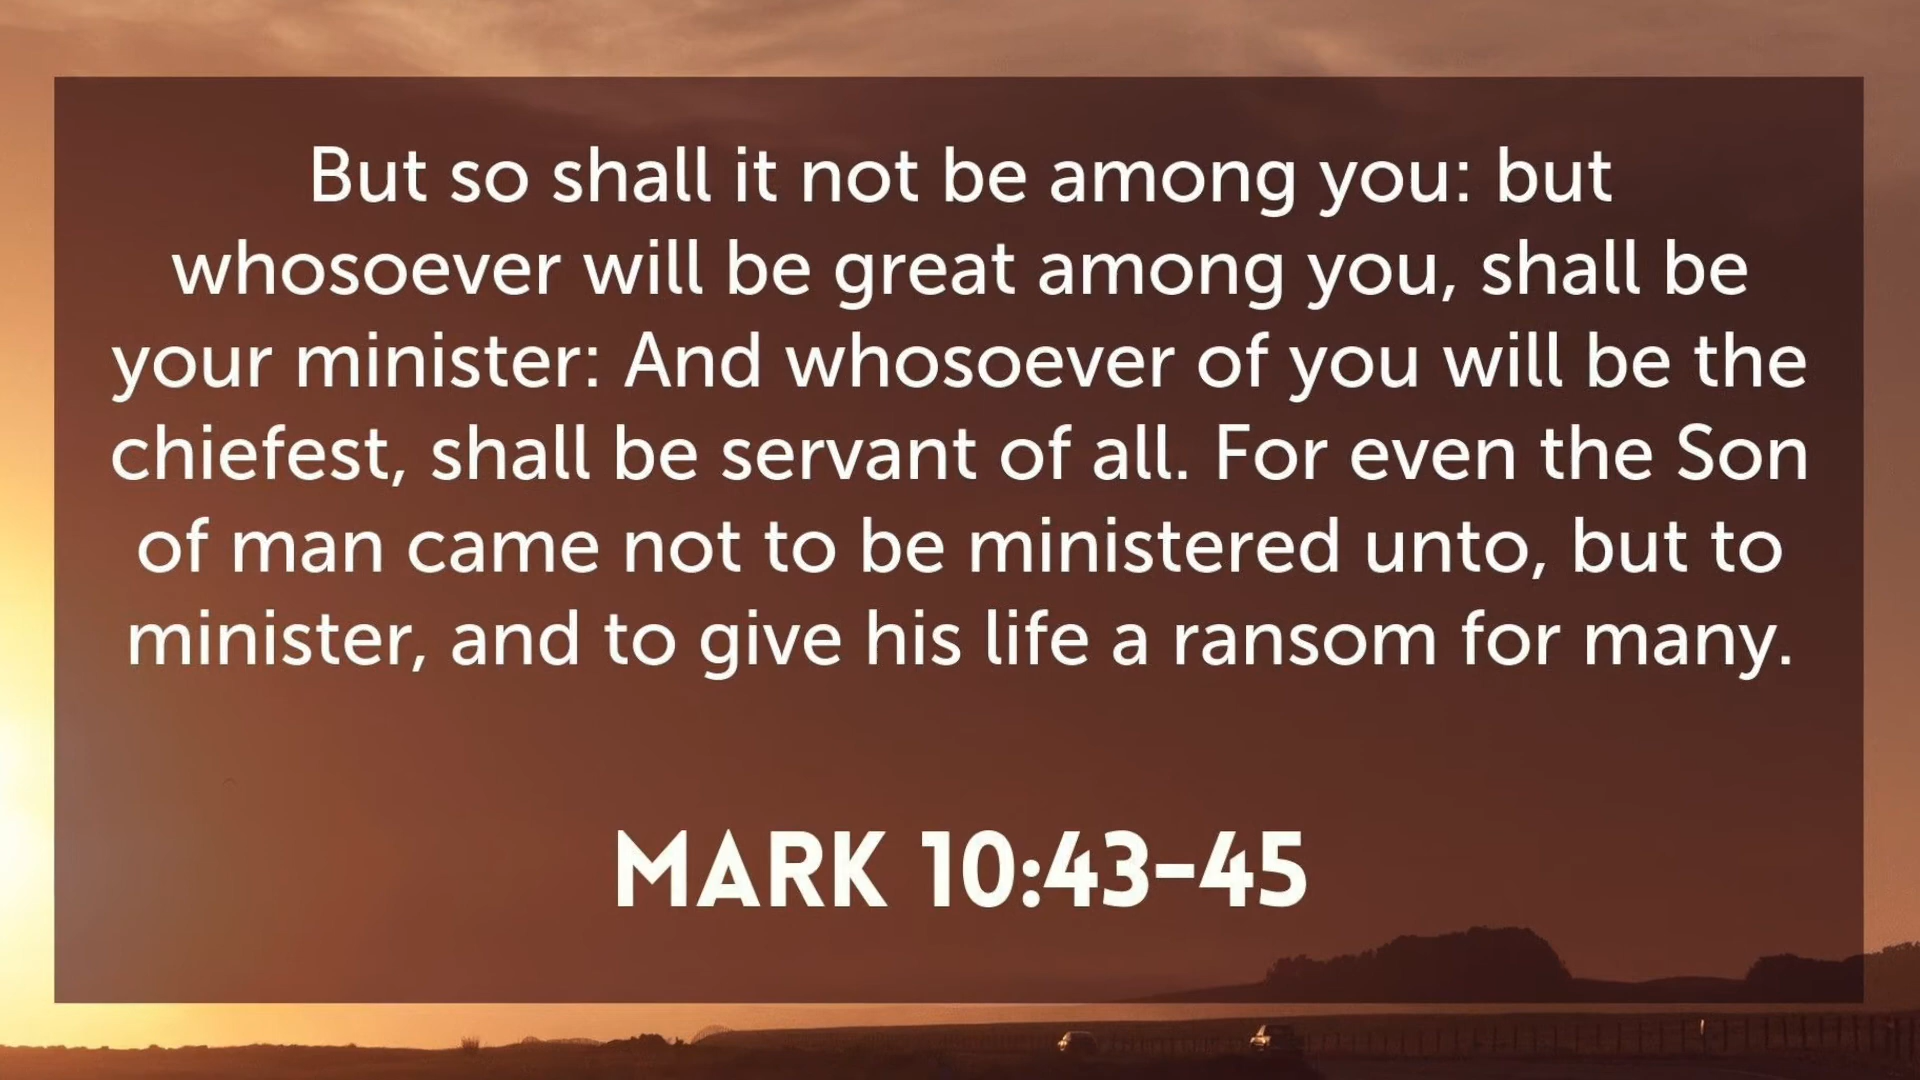 But so shall it not be among you: but
whosoever will be great among you, shall be
your minister: And whosoever of you will be the
chiefest, shall be servant of all. For even the Son
of man came not to be ministered unto, but to
minister, and to give his life a ransom for many.
MARK 10:43-45